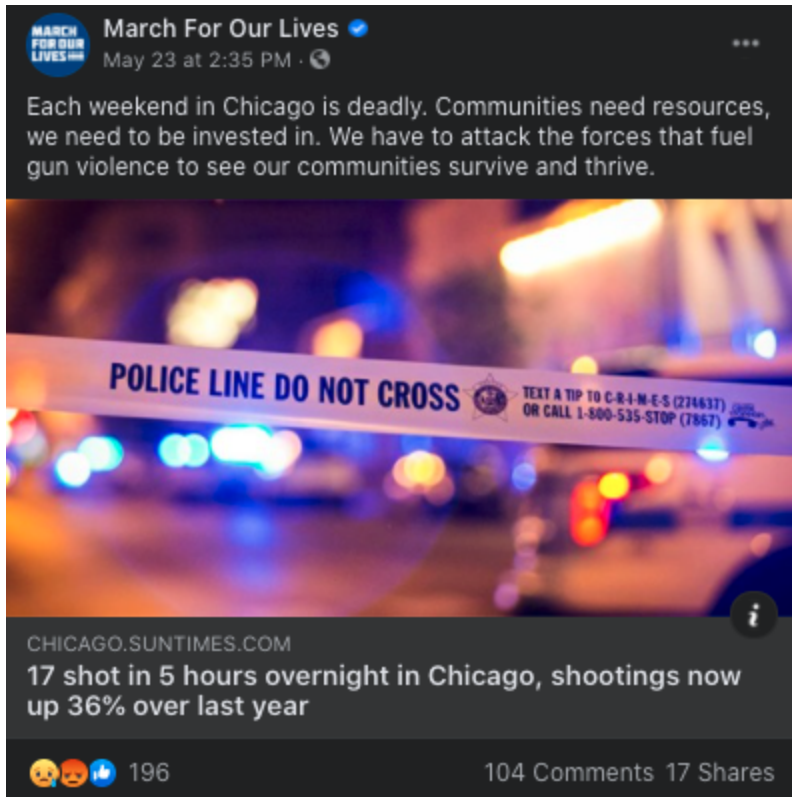 MARCH
FOR OUR
LIVES
March For Our Lives
May 23 at 2:35 PM ·
Each weekend in Chicago is deadly. Communities need resources,
we need to be invested in. We have to attack the forces that fuel
gun violence to see our communities survive and thrive.
POLICE LINE DO NOT CROSS
TEXT A TIP TO C-R-I-M-E-S (274637)
OR CALL 1-800-535-STOP (7867)
i
CHICAGO.SUNTIMES.COM
17 shot in 5 hours overnight in Chicago, shootings now
up 36% over last year
196 104 Comments 17 Shares